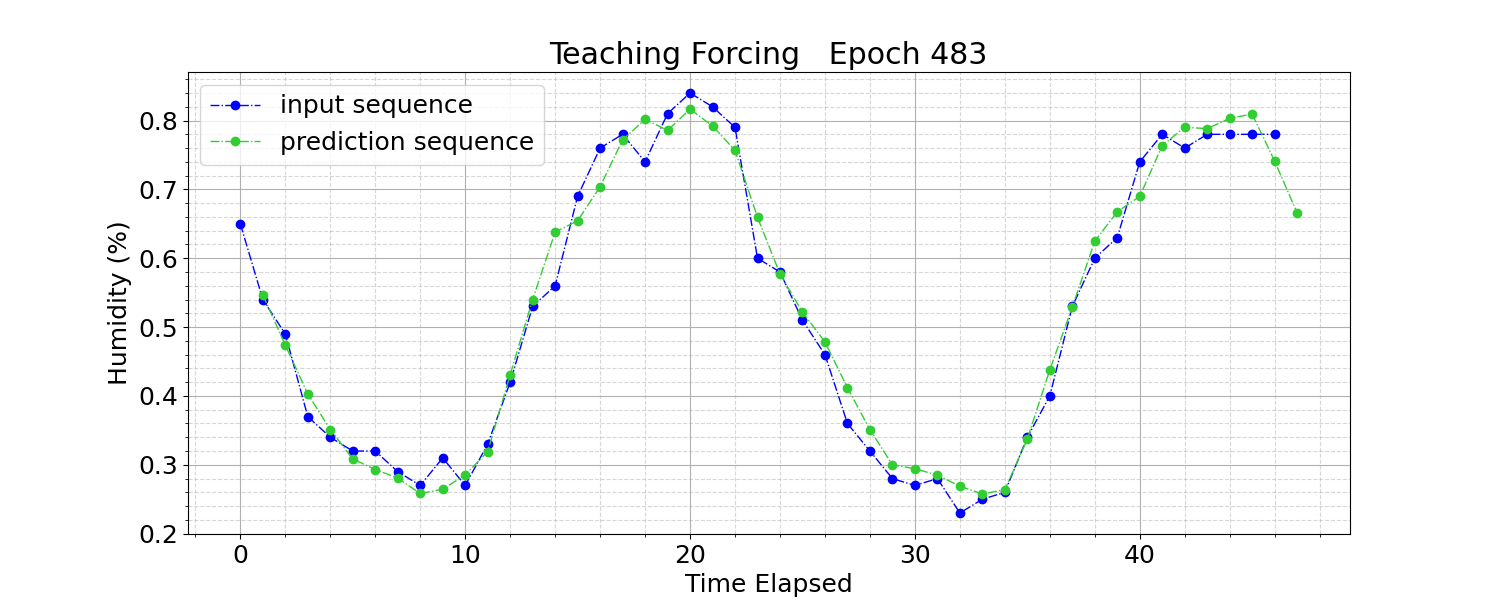 Teaching Forcing   Epoch 483
input sequence
prediction sequence
Humidity (%)
0.8
0.7
0.6
0.5
0.4
0.3
0.2
0 10 20 30 40
Time Elapsed